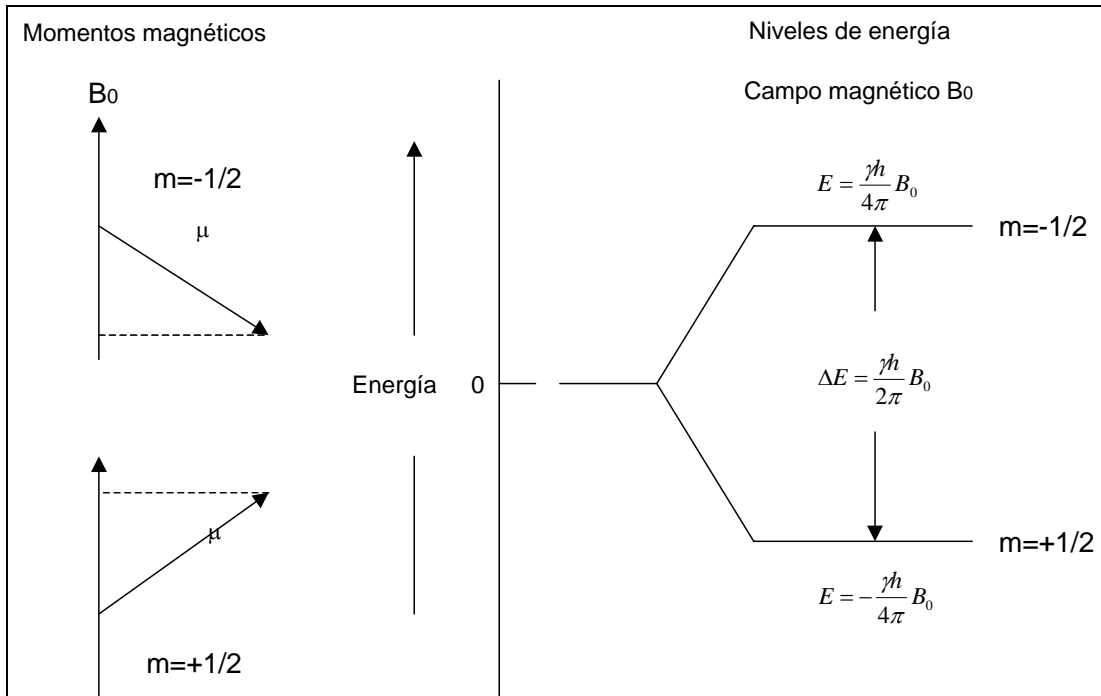 Momentos magnéticos
Niveles de energía
B0
Campo magnético B0
m=-1/2
μ
E = γh/4π B0
m=-1/2
Energía 0
ΔE = γh/2π B0
μ
m=+1/2
E = -γh/4π B0
m=+1/2